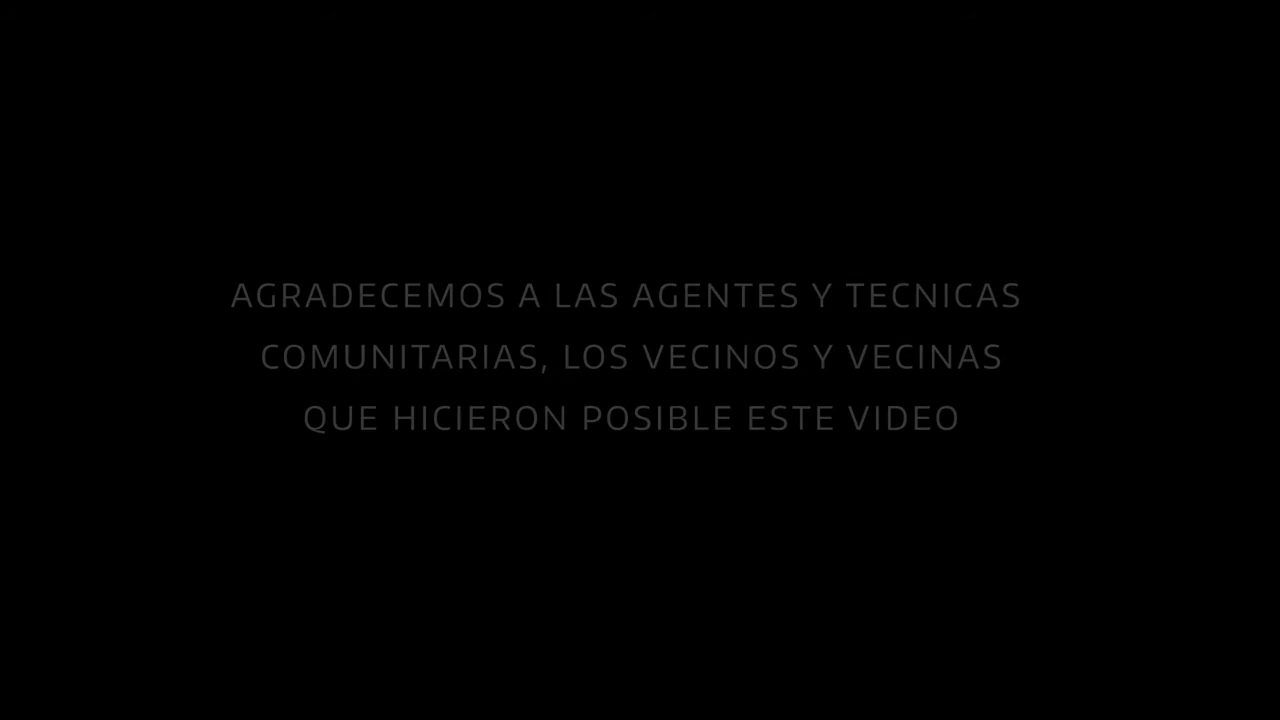 AGRADECEMOS A LAS AGENTES Y TECNICAS
COMUNITARIAS, LOS VECINOS Y VECINAS
QUE HICIERON POSIBLE ESTE VIDEO